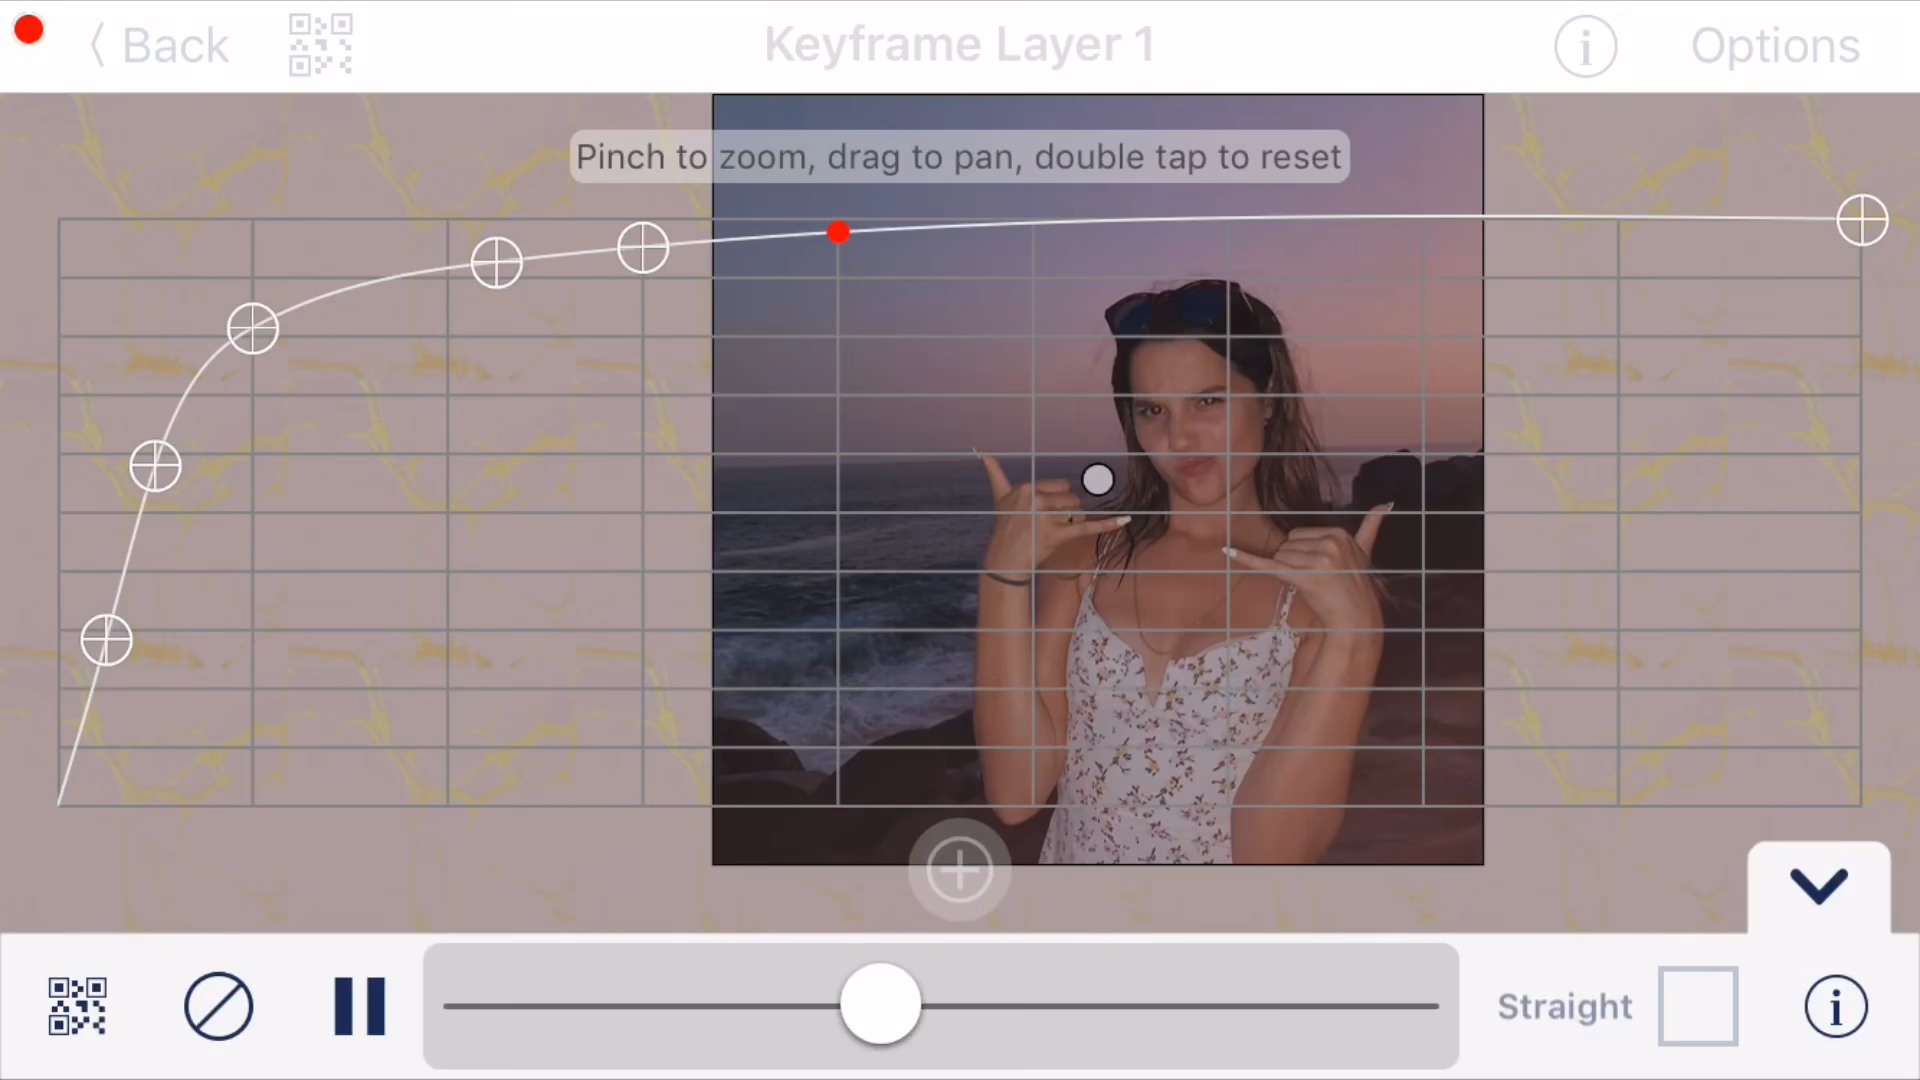 Back
Keyframe Layer 1
Options
Pinch to zoom, drag to pan, double tap to reset
Straight